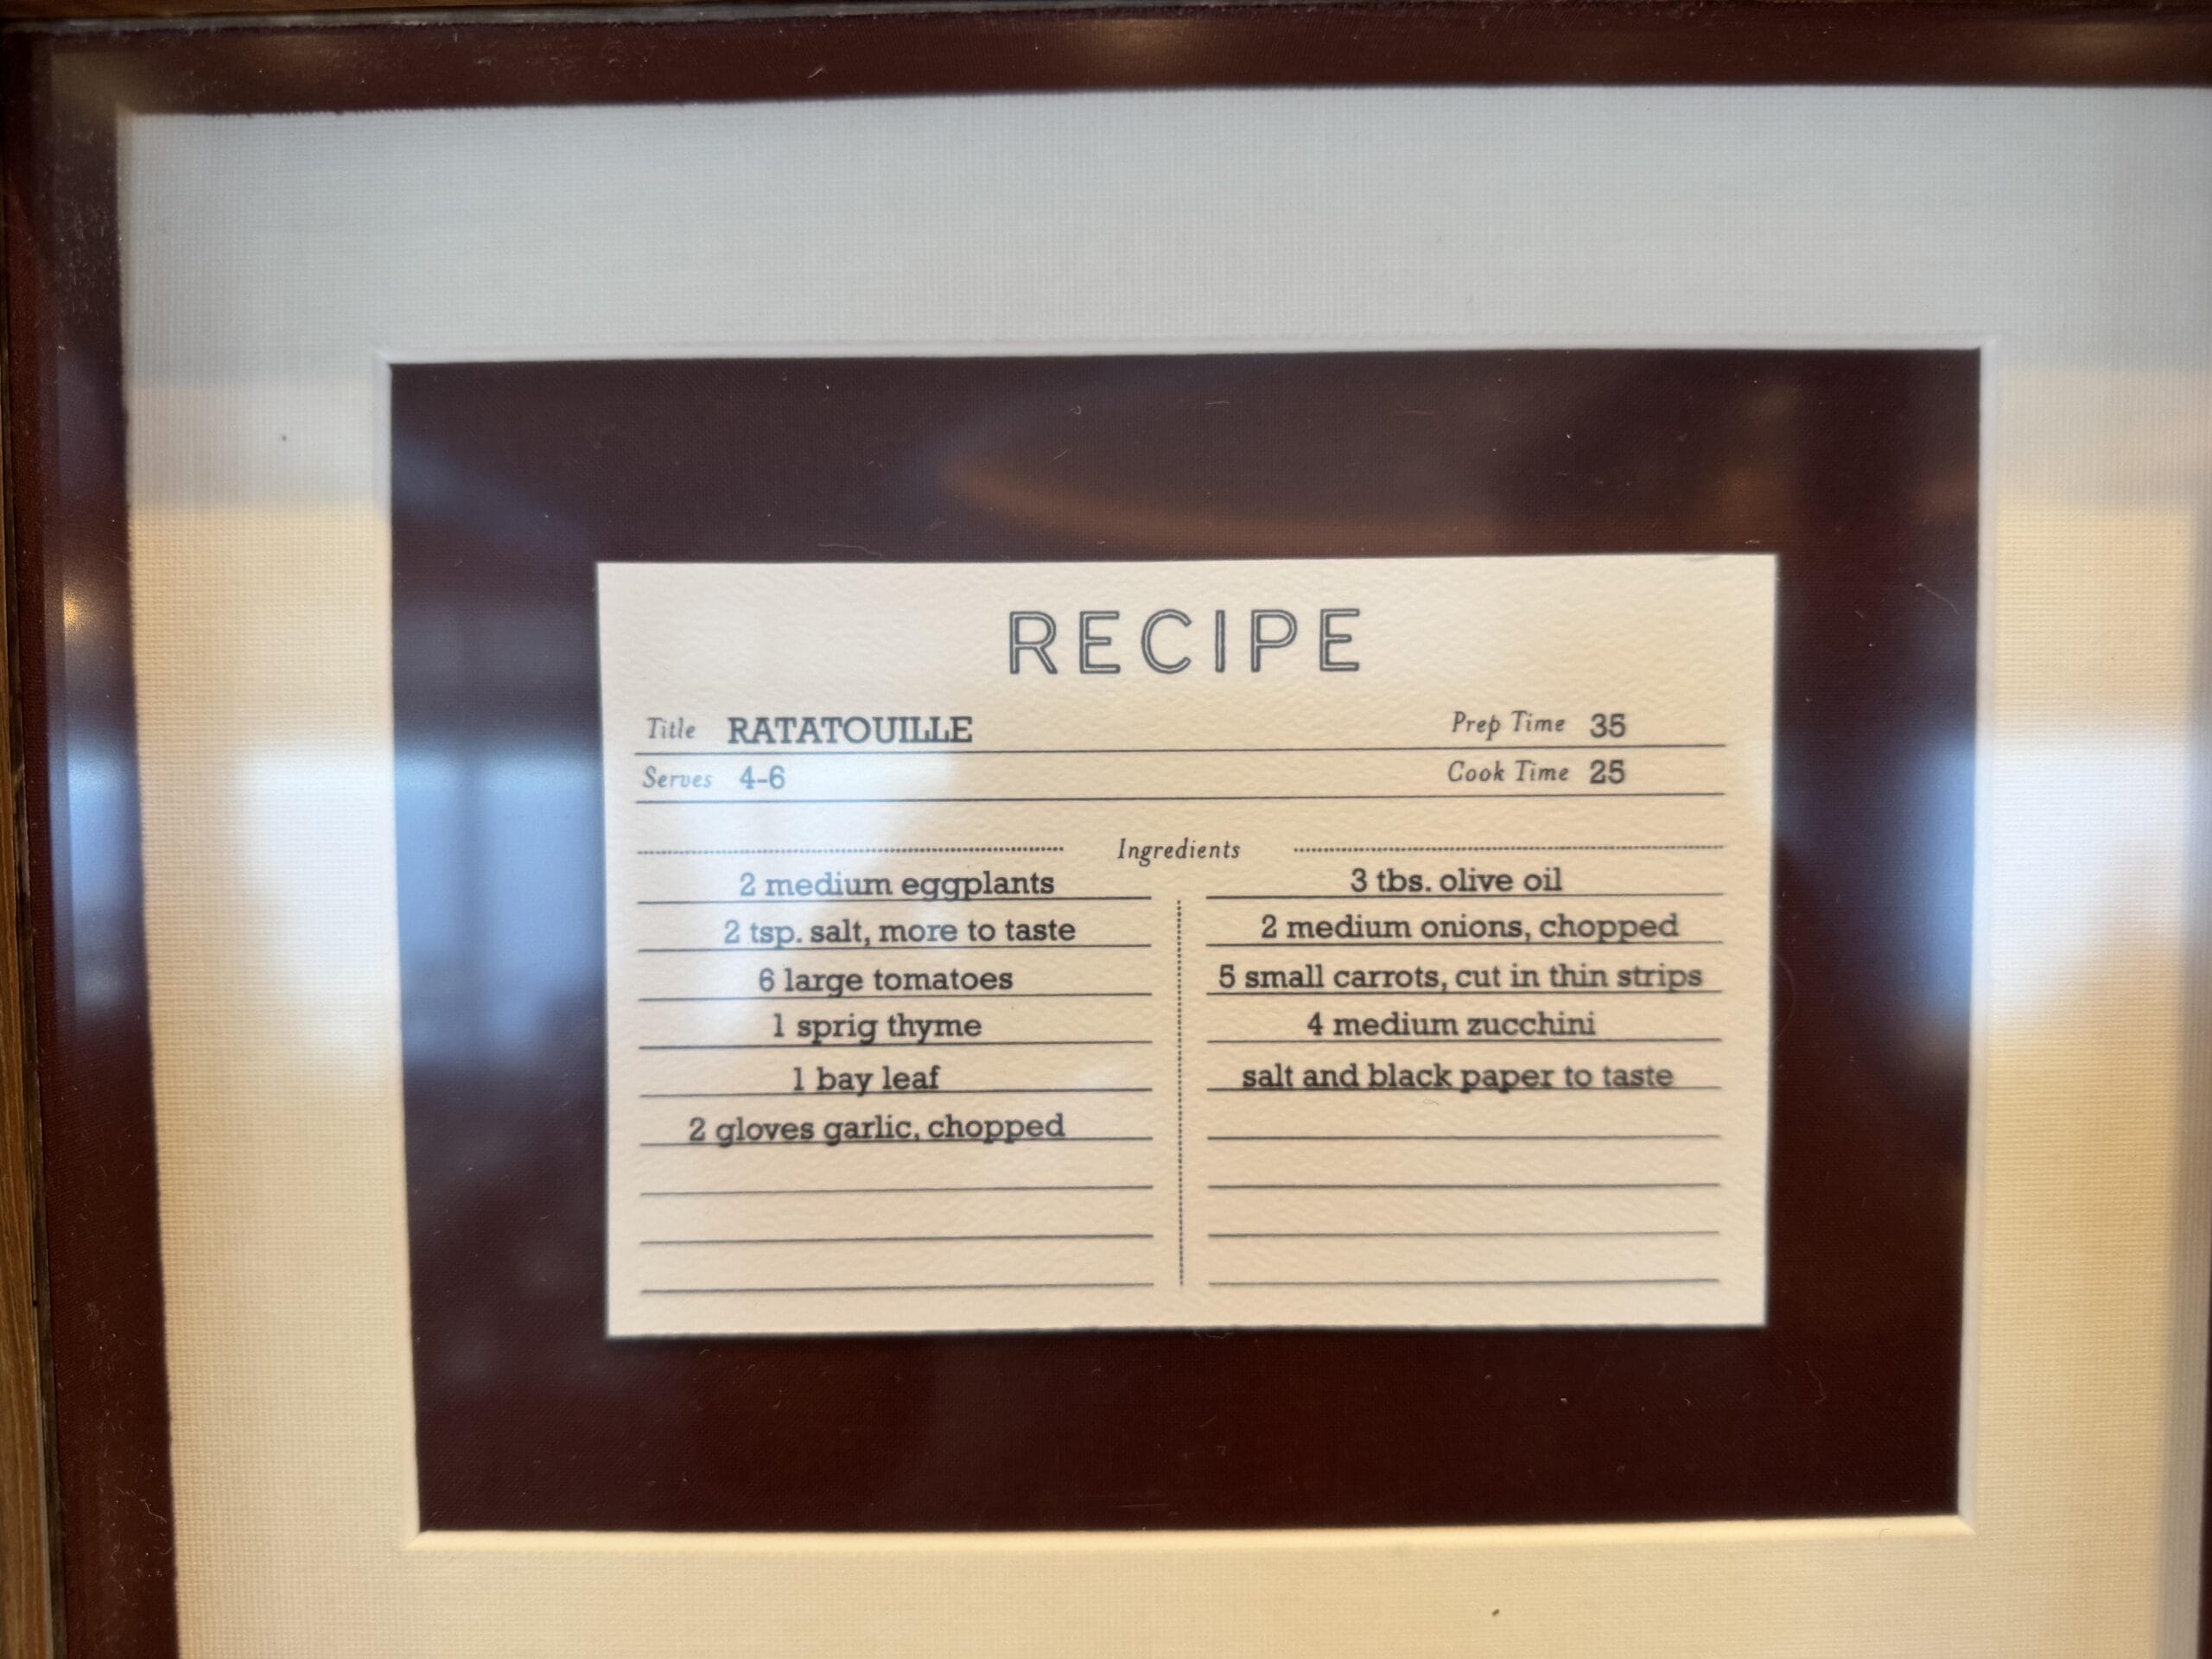 RECIPE
Title RATATOUILLE
Prep Time 35
Serves 4-6
Cook Time 25
Ingredients
2 medium eggplants
2 tsp. salt, more to taste
6 large tomatoes
1 sprig thyme
1 bay leaf
2 gloves garlic, chopped
3 tbs. olive oil
2 medium onions, chopped
5 small carrots, cut in thin strips
4 medium zucchini
salt and black paper to taste